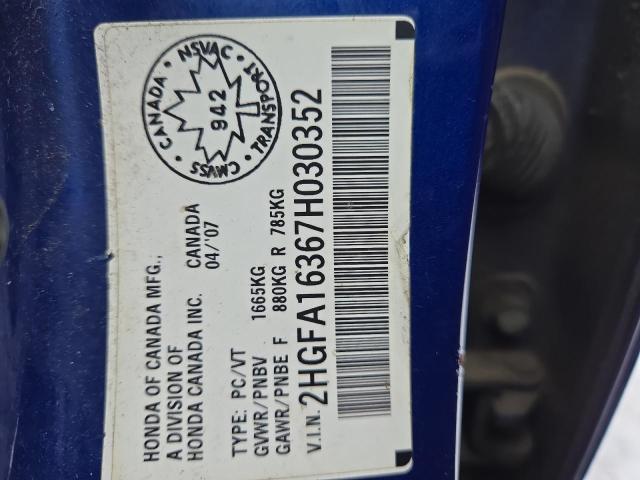 HONDA OF CANADA MFG.,
A DIVISION OF
HONDA CANADA INC. CANADA
04/'07
TYPE: PC/VT
GVWR/PNBV 1665KG
GAWR/PNBE F 880KG R 785KG
V.I.N. 2HGFA16367H030352
CANADA · NSVAC · TRANSPORT · CMVSS ·
942